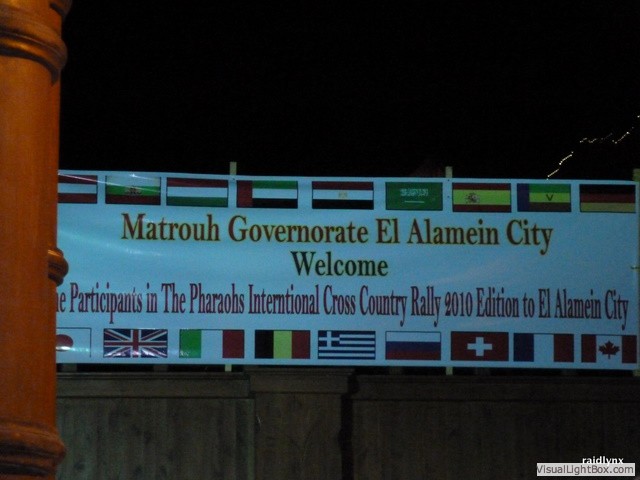 Matrouh Governorate El Alamein City
Welcome
Participants in The Pharaohs Interntional Cross Country Rally 2010 Edition to El Alamein City
raidlynx
VisualLightBox.com